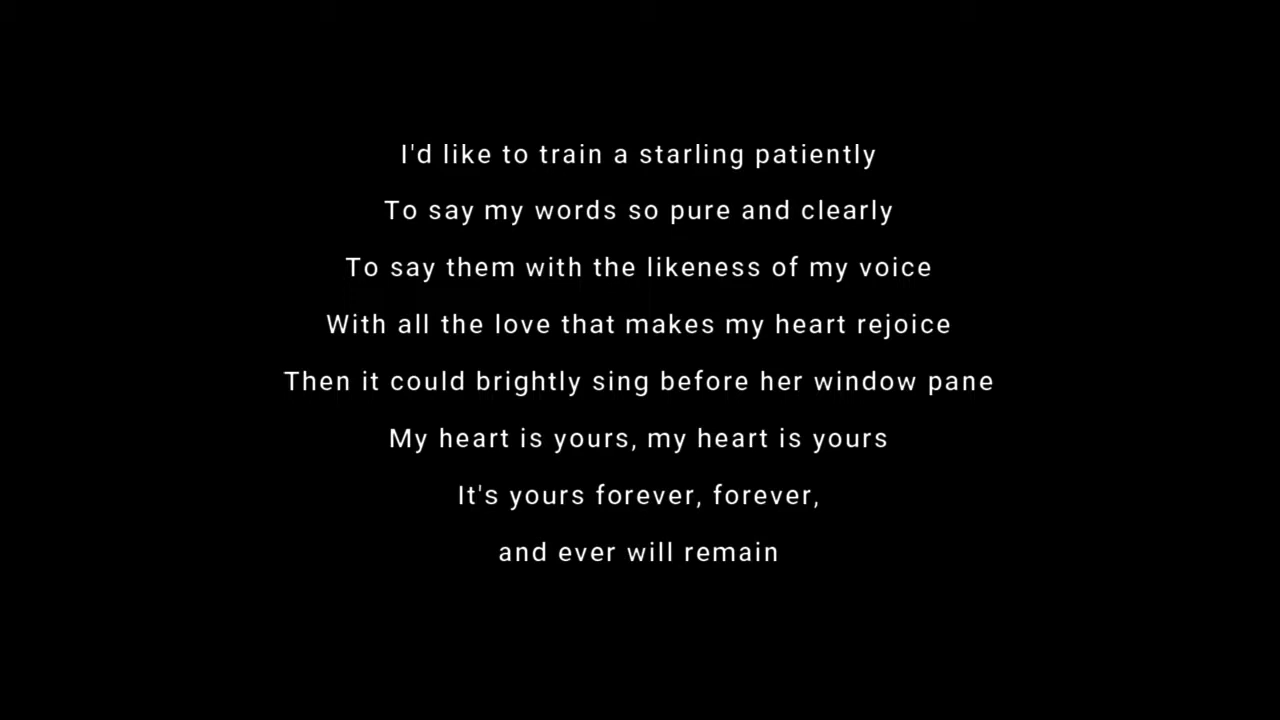 I'd like to train a starling patiently
To say my words so pure and clearly
To say them with the likeness of my voice
With all the love that makes my heart rejoice
Then it could brightly sing before her window pane
My heart is yours, my heart is yours
It's yours forever, forever,
and ever will remain